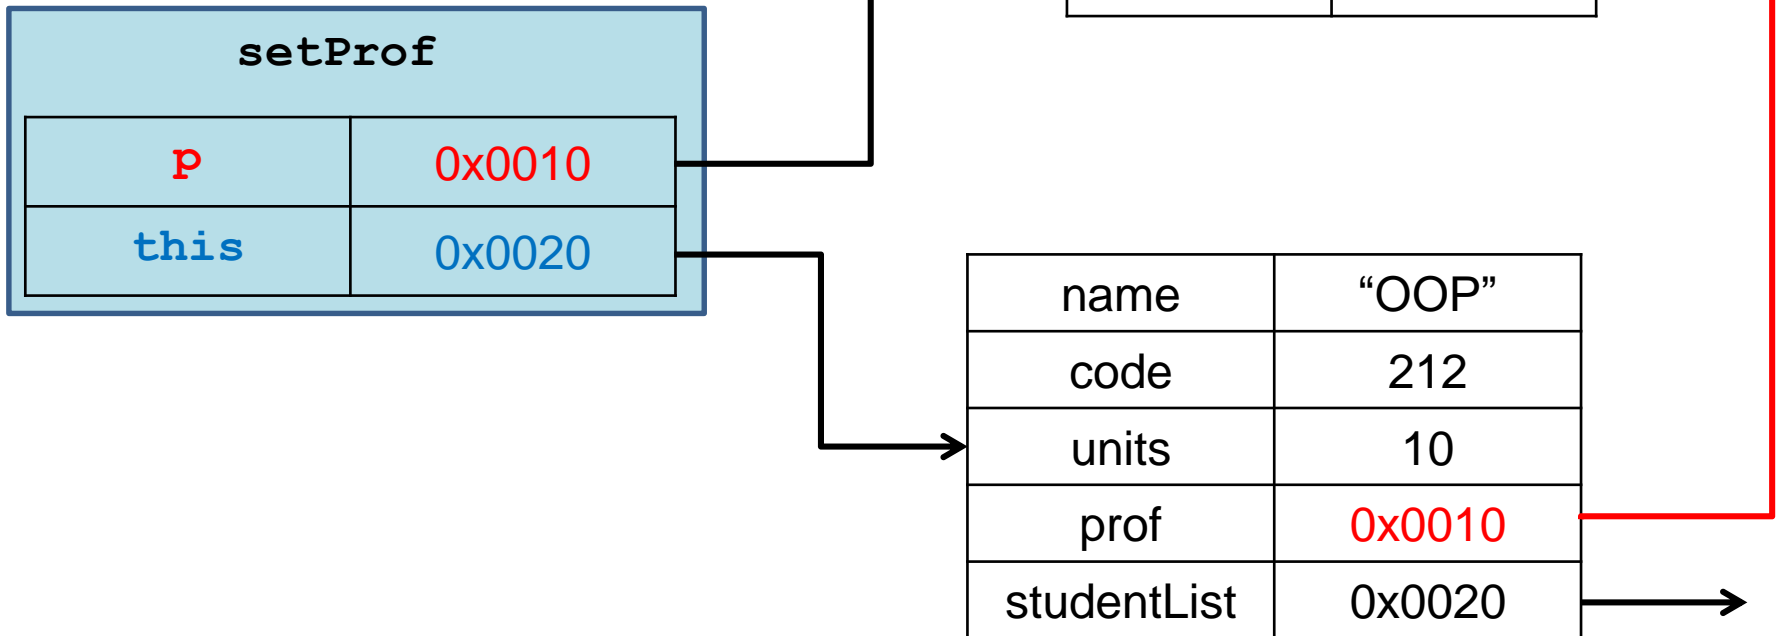 setProf
p 0x0010
this 0x0020
name “OOP”
code 212
units 10
prof 0x0010
studentList 0x0020